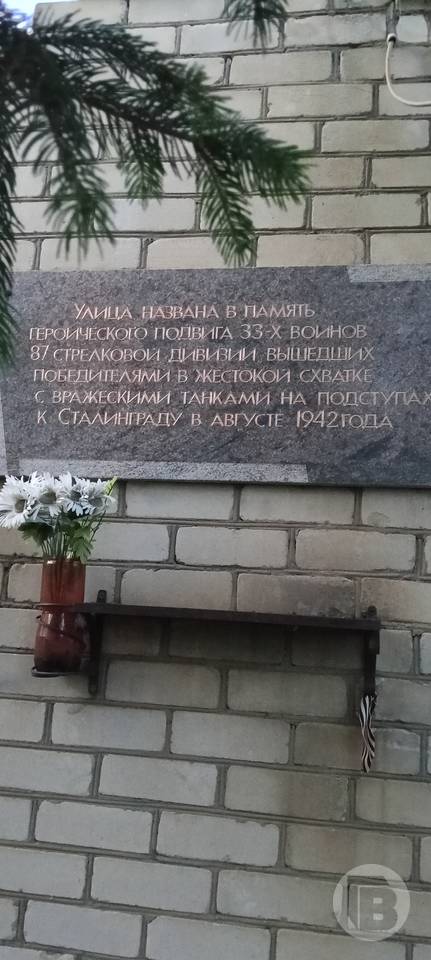 Улица названа в память
героического подвига 33-х воинов
87 стрелковой дивизии вышедших
победителями в жестокой схватке
с вражескими танками на подступах
к Сталинграду в августе 1942 года
В